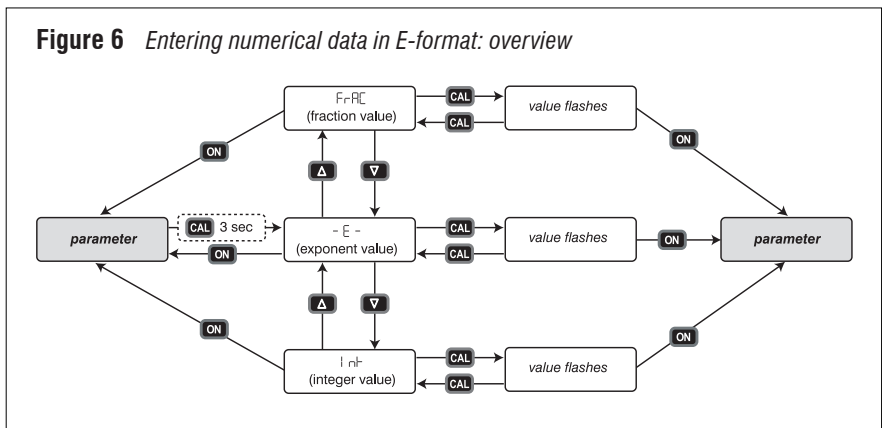 Figure 6 Entering numerical data in E-format: overview
FrAC
(fraction value)
CAL
CAL
value flashes
ON
ON
Δ
∇
parameter
CAL 3 sec
ON
- E -
(exponent value)
CAL
CAL
value flashes
ON
parameter
Δ
∇
ON
ON
Int
(integer value)
CAL
CAL
value flashes